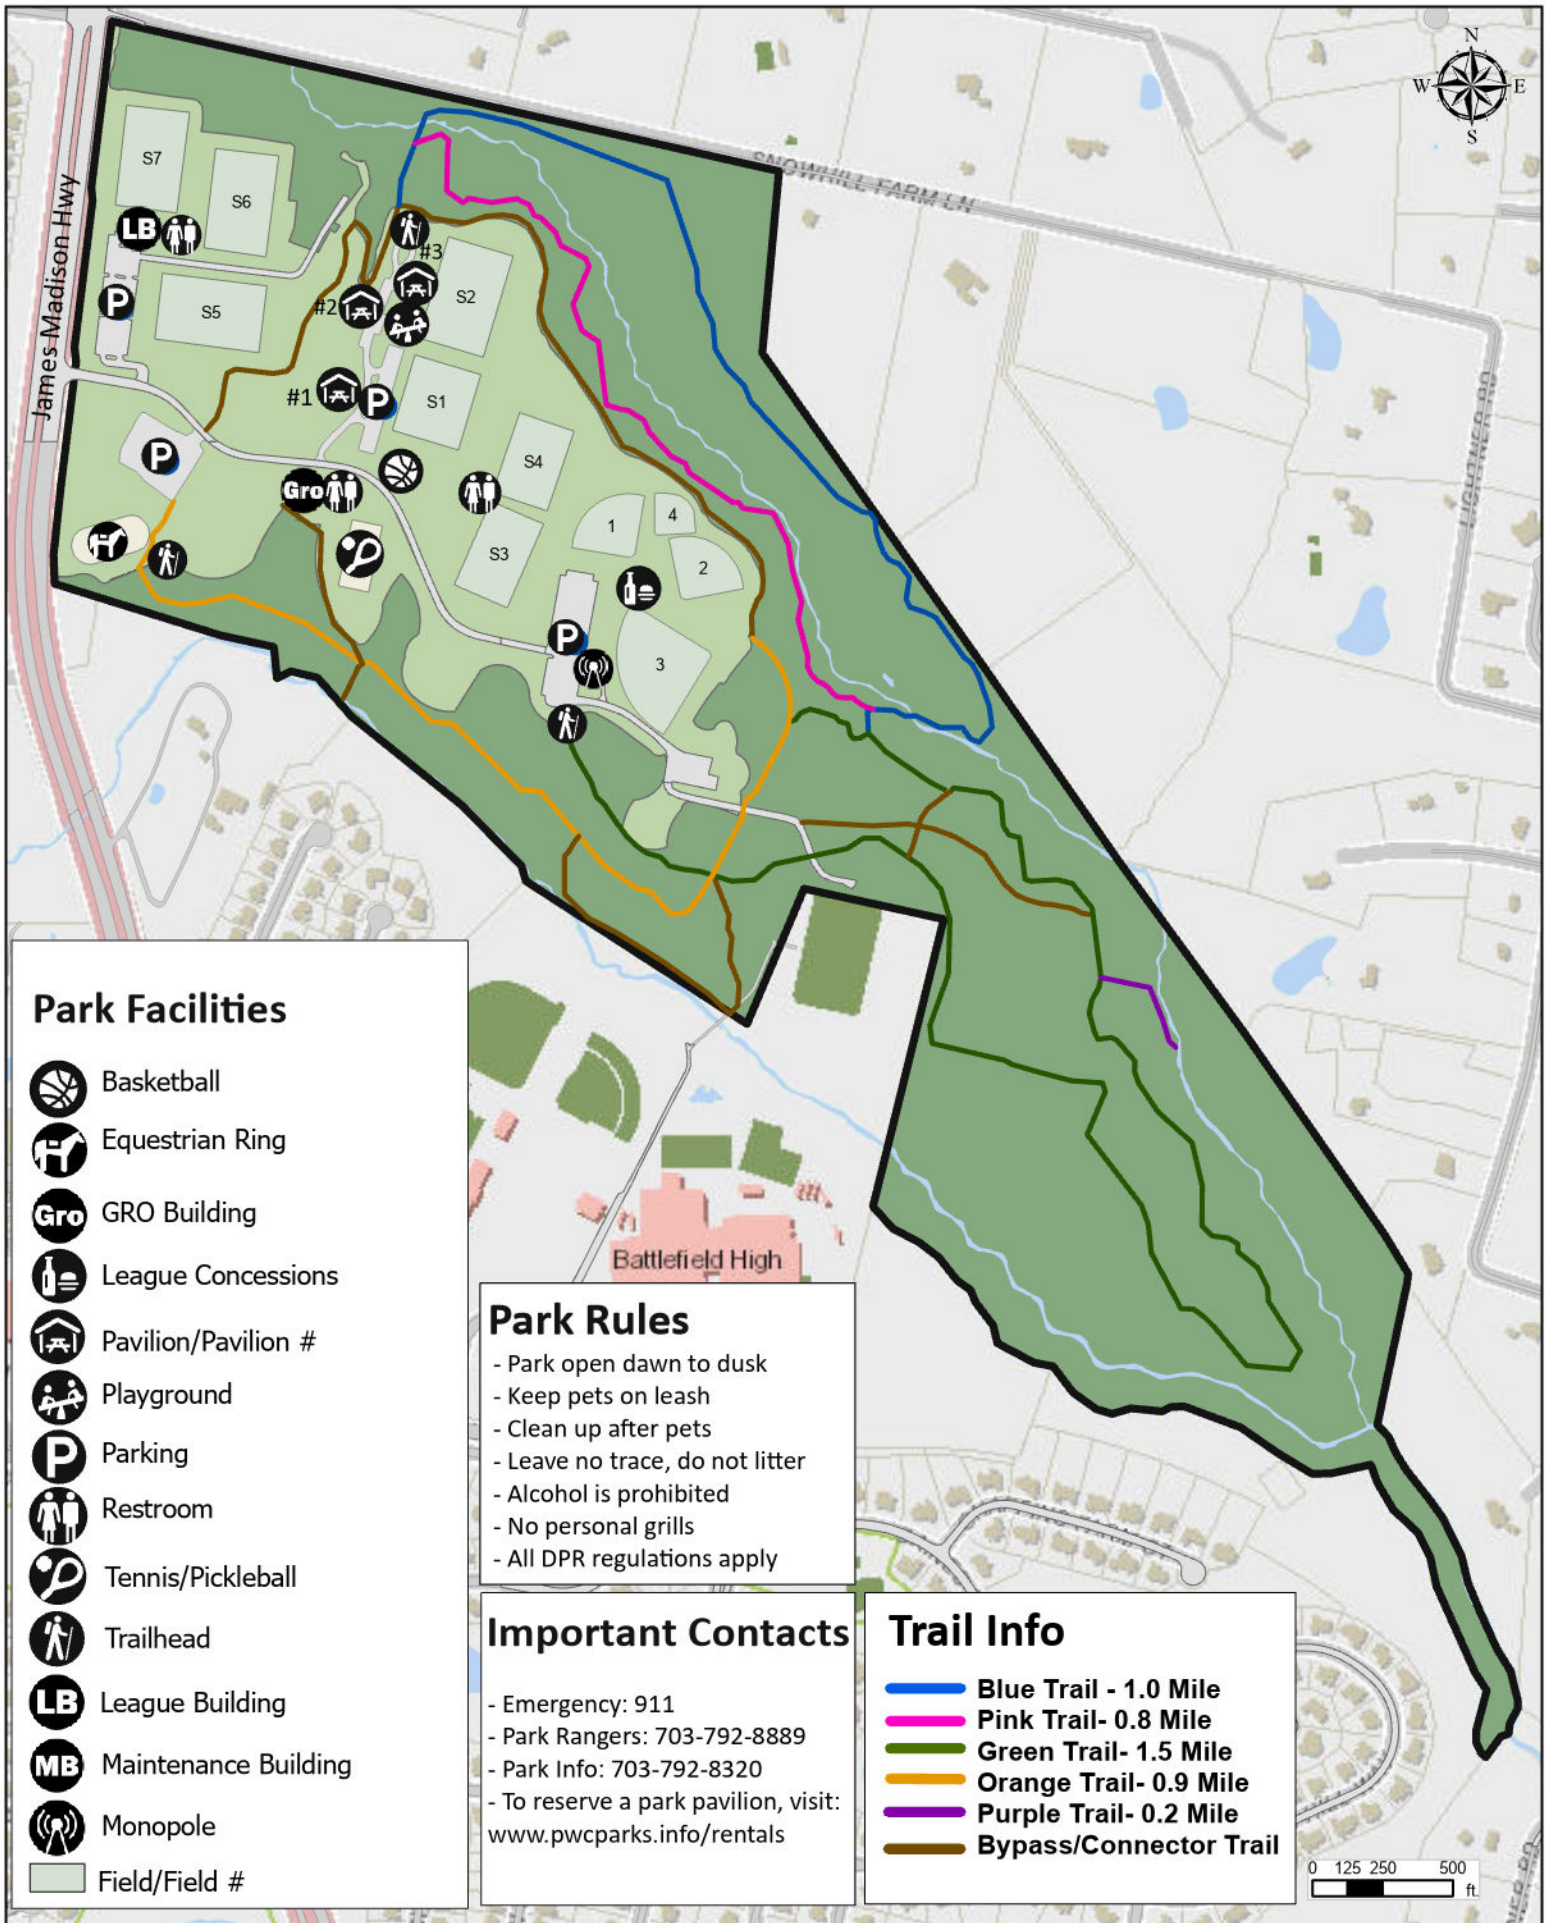 N
W E
S
SNOWHILL FARM LN
James Madison Hwy
LIGHTNER RD
S7
S6
LB
#3
P
S5
#2
S2
#1
P
S1
P
S4
Gro
1
4
S3
2
P
3
Battlefield High
Park Facilities
Basketball
Equestrian Ring
Gro GRO Building
League Concessions
Pavilion/Pavilion #
Playground
P Parking
Restroom
Tennis/Pickleball
Trailhead
LB League Building
MB Maintenance Building
Monopole
Field/Field #
Park Rules
- Park open dawn to dusk
- Keep pets on leash
- Clean up after pets
- Leave no trace, do not litter
- Alcohol is prohibited
- No personal grills
- All DPR regulations apply
Important Contacts
- Emergency: 911
- Park Rangers: 703-792-8889
- Park Info: 703-792-8320
- To reserve a park pavilion, visit:
www.pwcparks.info/rentals
Trail Info
Blue Trail - 1.0 Mile
Pink Trail- 0.8 Mile
Green Trail- 1.5 Mile
Orange Trail- 0.9 Mile
Purple Trail- 0.2 Mile
Bypass/Connector Trail
0 125 250 500
ft.